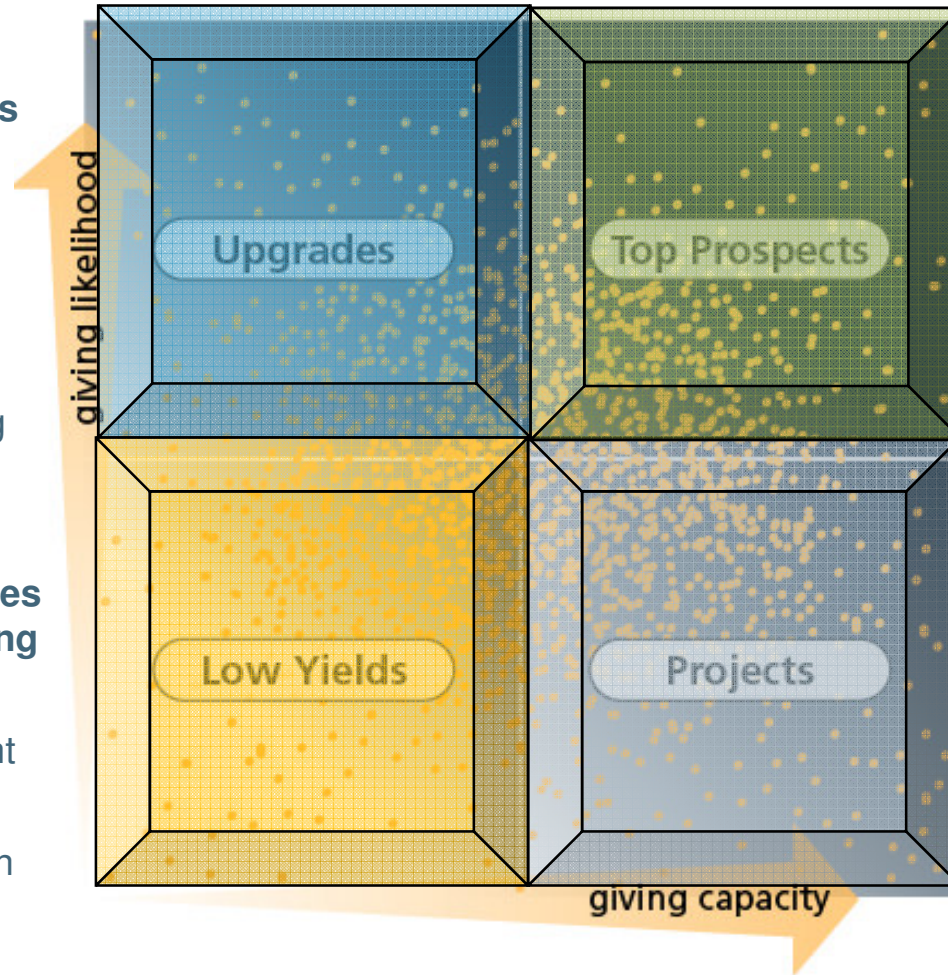 giving likelihood
Upgrades
Top Prospects
Low Yields
Projects
giving capacity